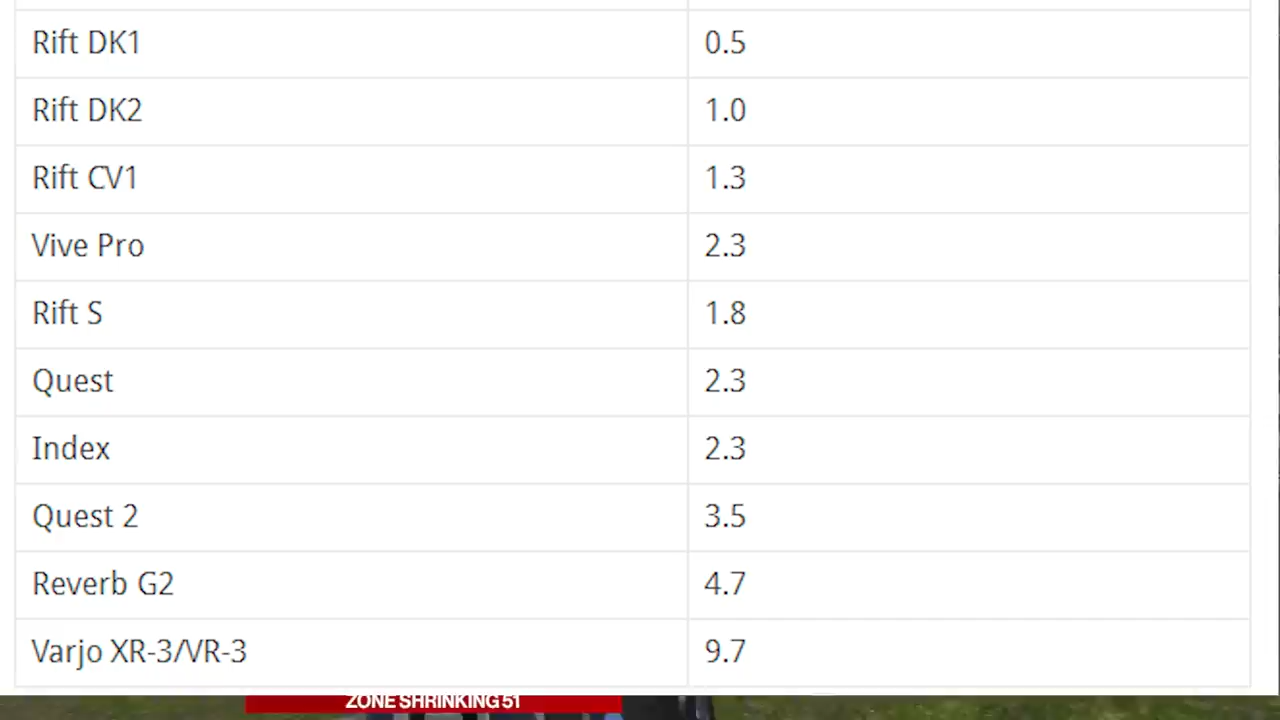 Rift DK1 0.5
Rift DK2 1.0
Rift CV1 1.3
Vive Pro 2.3
Rift S 1.8
Quest 2.3
Index 2.3
Quest 2 3.5
Reverb G2 4.7
Varjo XR-3/VR-3 9.7
ZONE SHRINKING 51